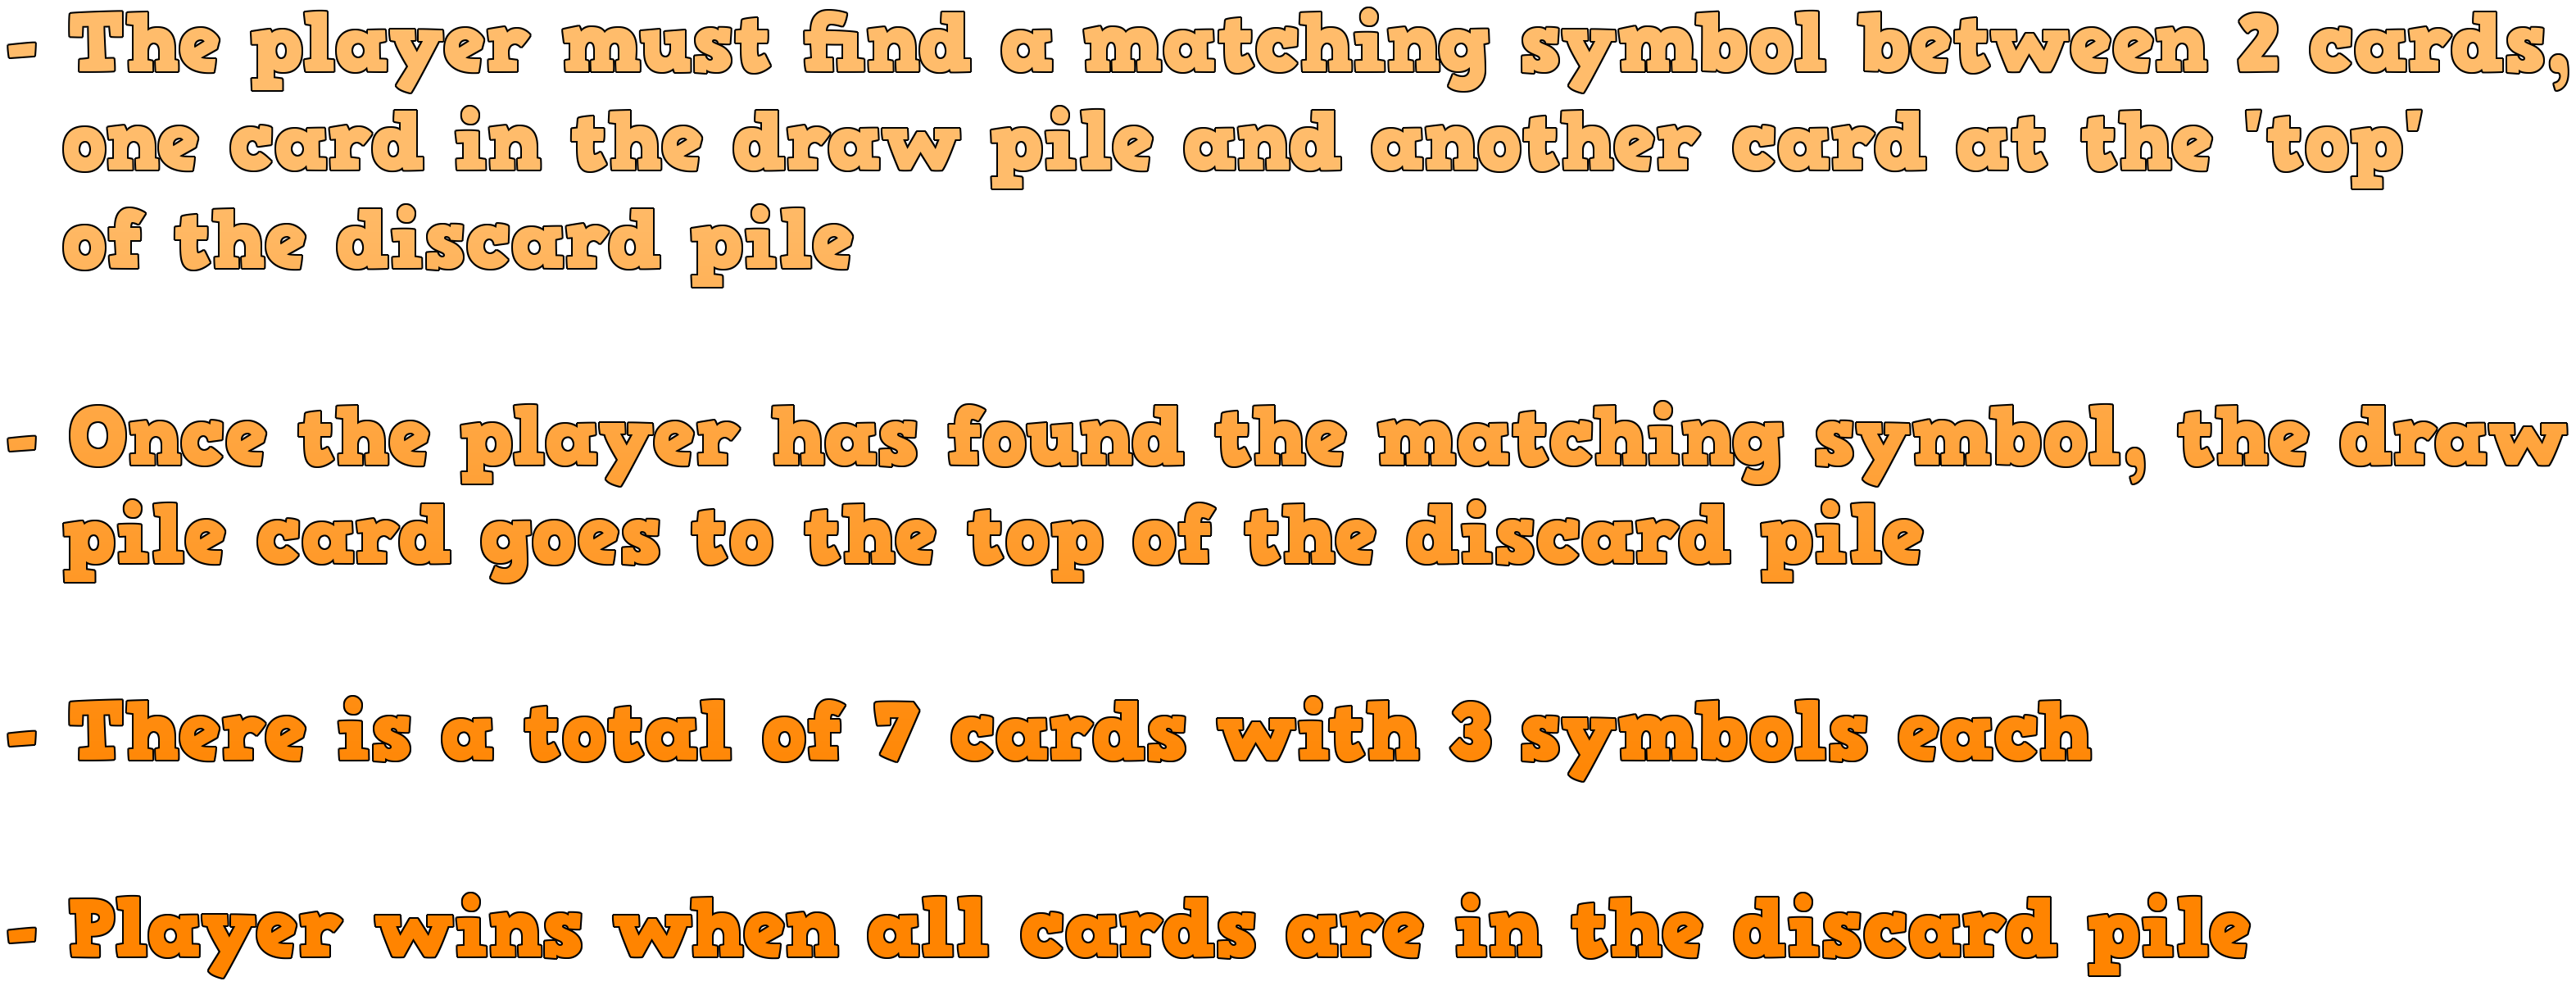 - The player must find a matching symbol between 2 cards,
one card in the draw pile and another card at the 'top'
of the discard pile
- Once the player has found the matching symbol, the draw
pile card goes to the top of the discard pile
- There is a total of 7 cards with 3 symbols each
- Player wins when all cards are in the discard pile